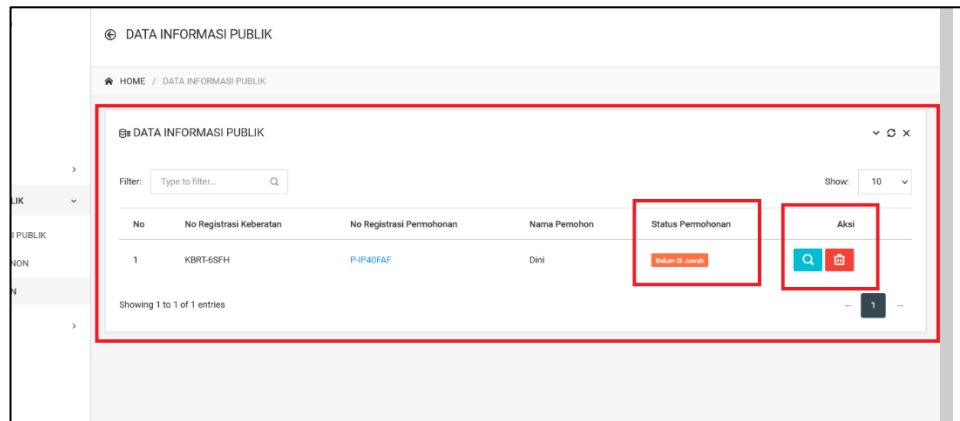 DATA INFORMASI PUBLIK
HOME / DATA INFORMASI PUBLIK
DATA INFORMASI PUBLIK
Filter: Type to filter... Show: 10
LIK
I PUBLIK
NON
N
No No Registrasi Keberatan No Registrasi Permohonan Nama Pemohon Status Permohonan Aksi
1 KBRT-6SFH P-IP40FAF Dini Belum Di Jawab
Showing 1 to 1 of 1 entries ← 1 →